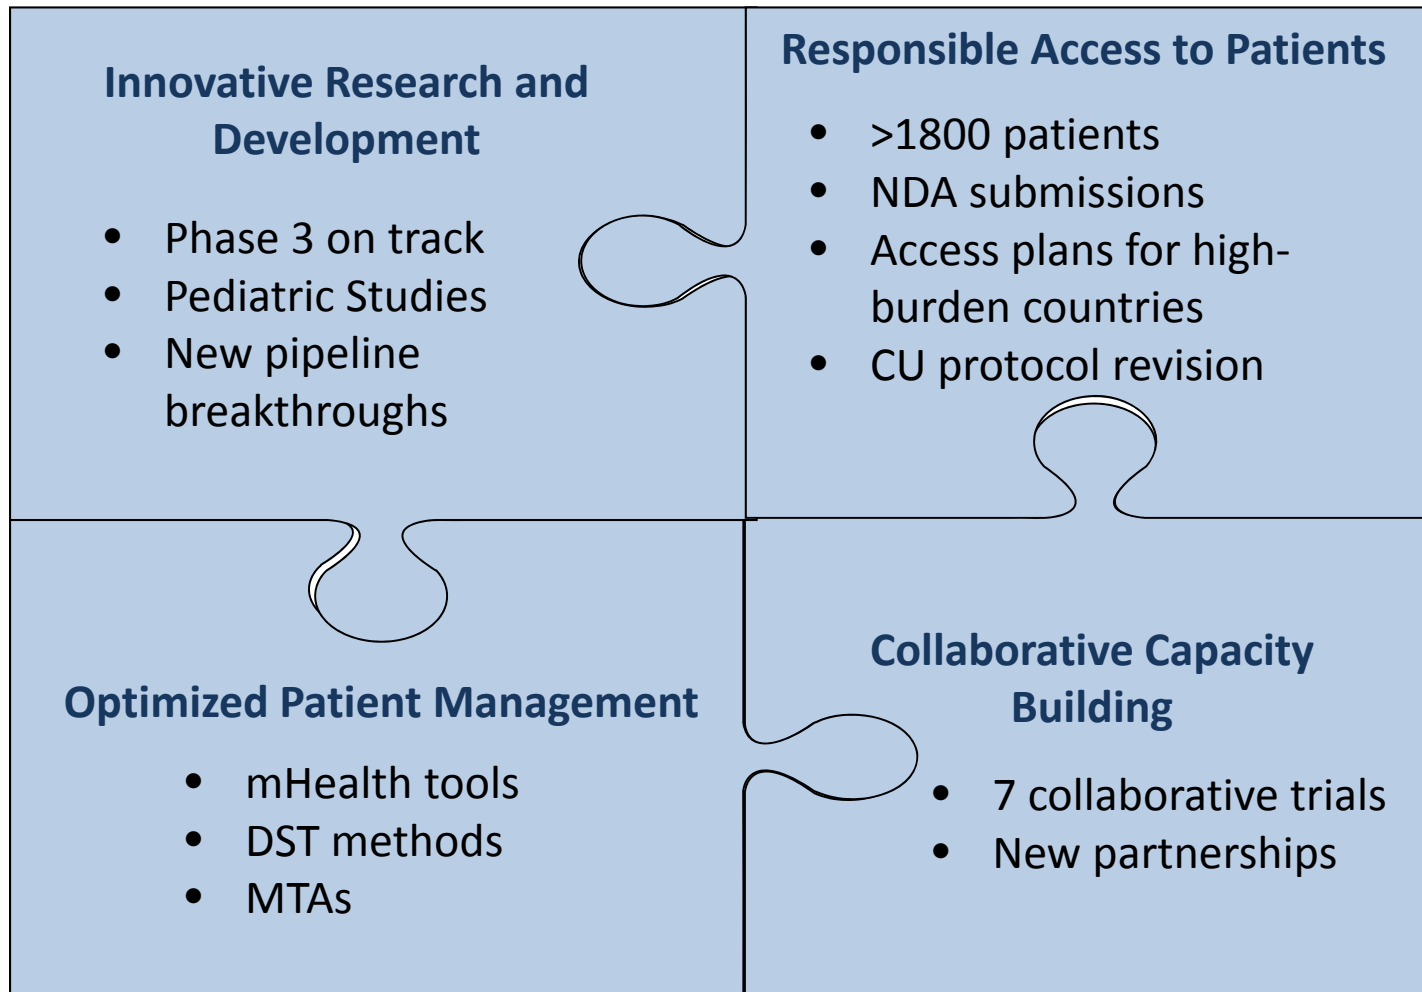 Innovative Research and
Development
• Phase 3 on track
• Pediatric Studies
• New pipeline
breakthroughs
Responsible Access to Patients
• >1800 patients
• NDA submissions
• Access plans for high-
burden countries
• CU protocol revision
Optimized Patient Management
• mHealth tools
• DST methods
• MTAs
Collaborative Capacity
Building
• 7 collaborative trials
• New partnerships